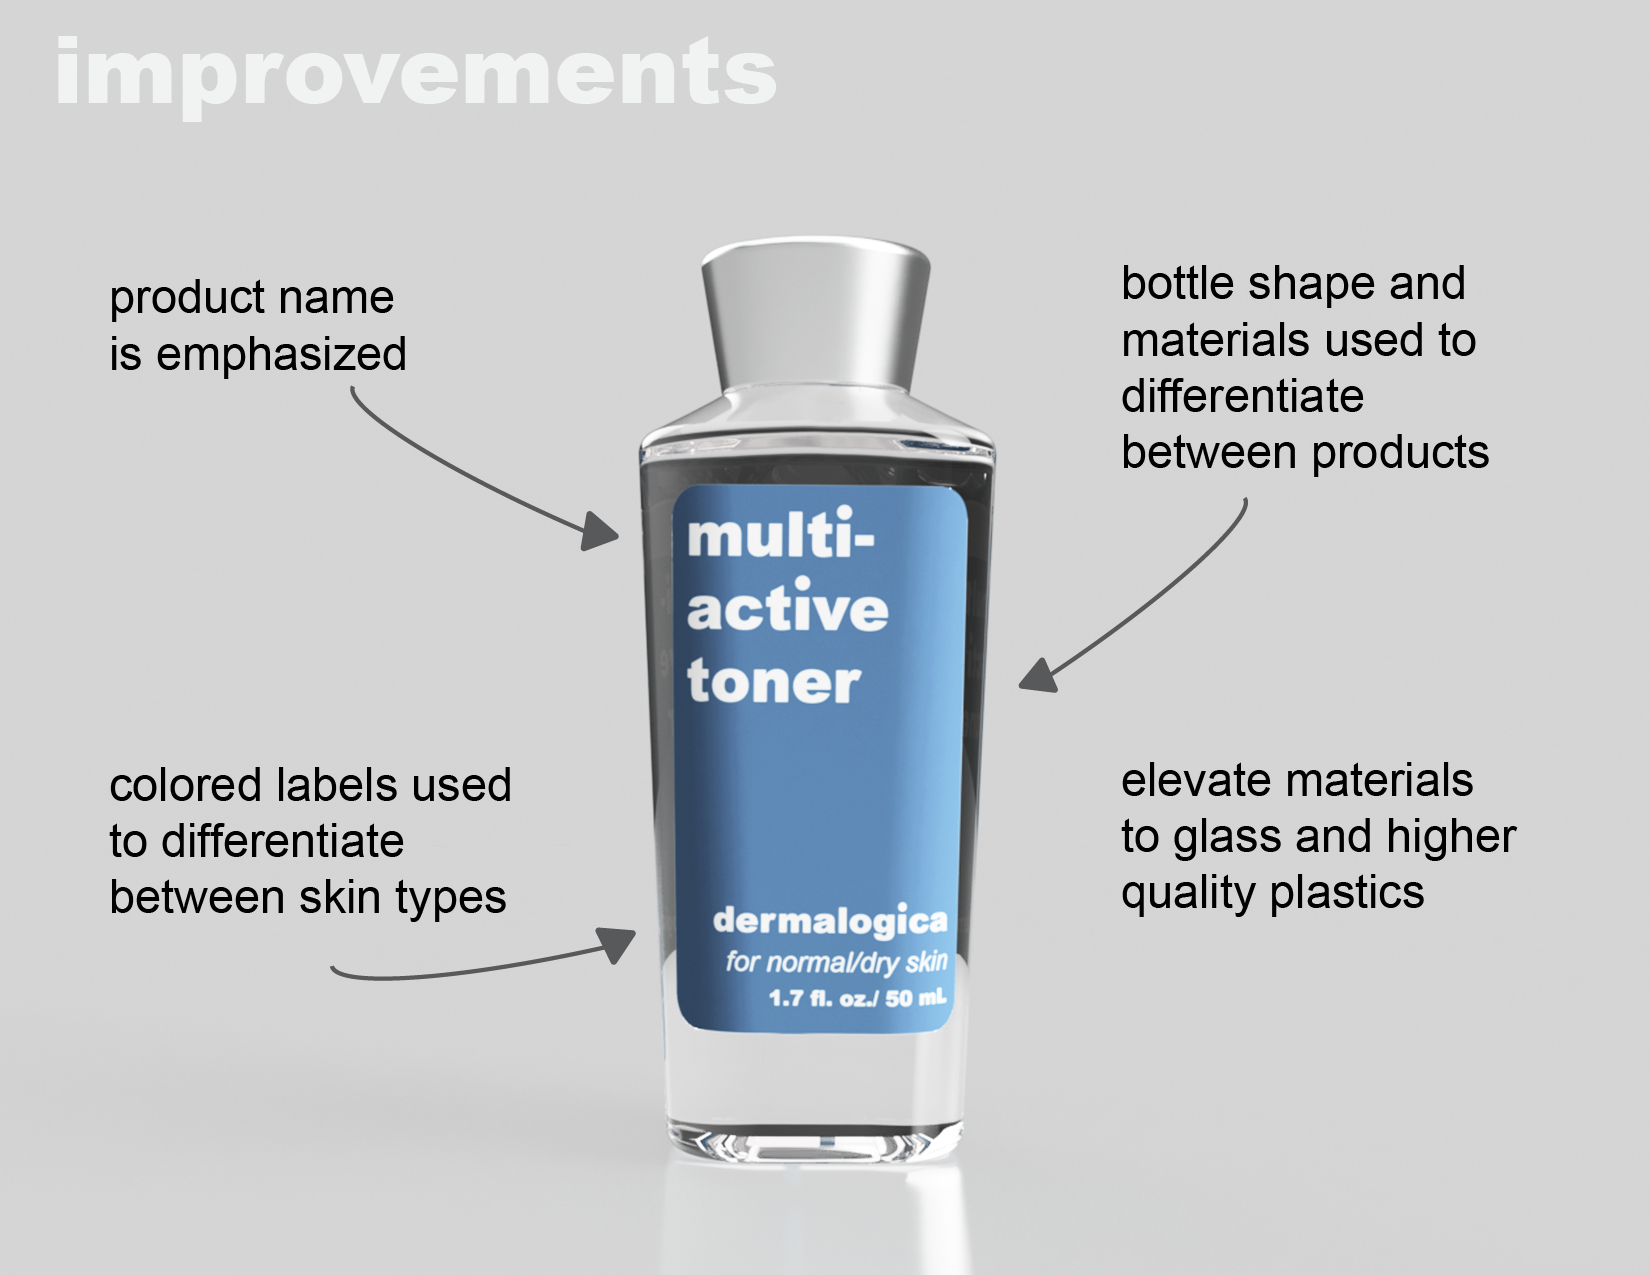 improvements
product name
is emphasized
bottle shape and
materials used to
differentiate
between products
multi-
active
toner
colored labels used
to differentiate
between skin types
elevate materials
to glass and higher
quality plastics
dermalogica
for normal/dry skin
1.7 fl. oz./ 50 mL